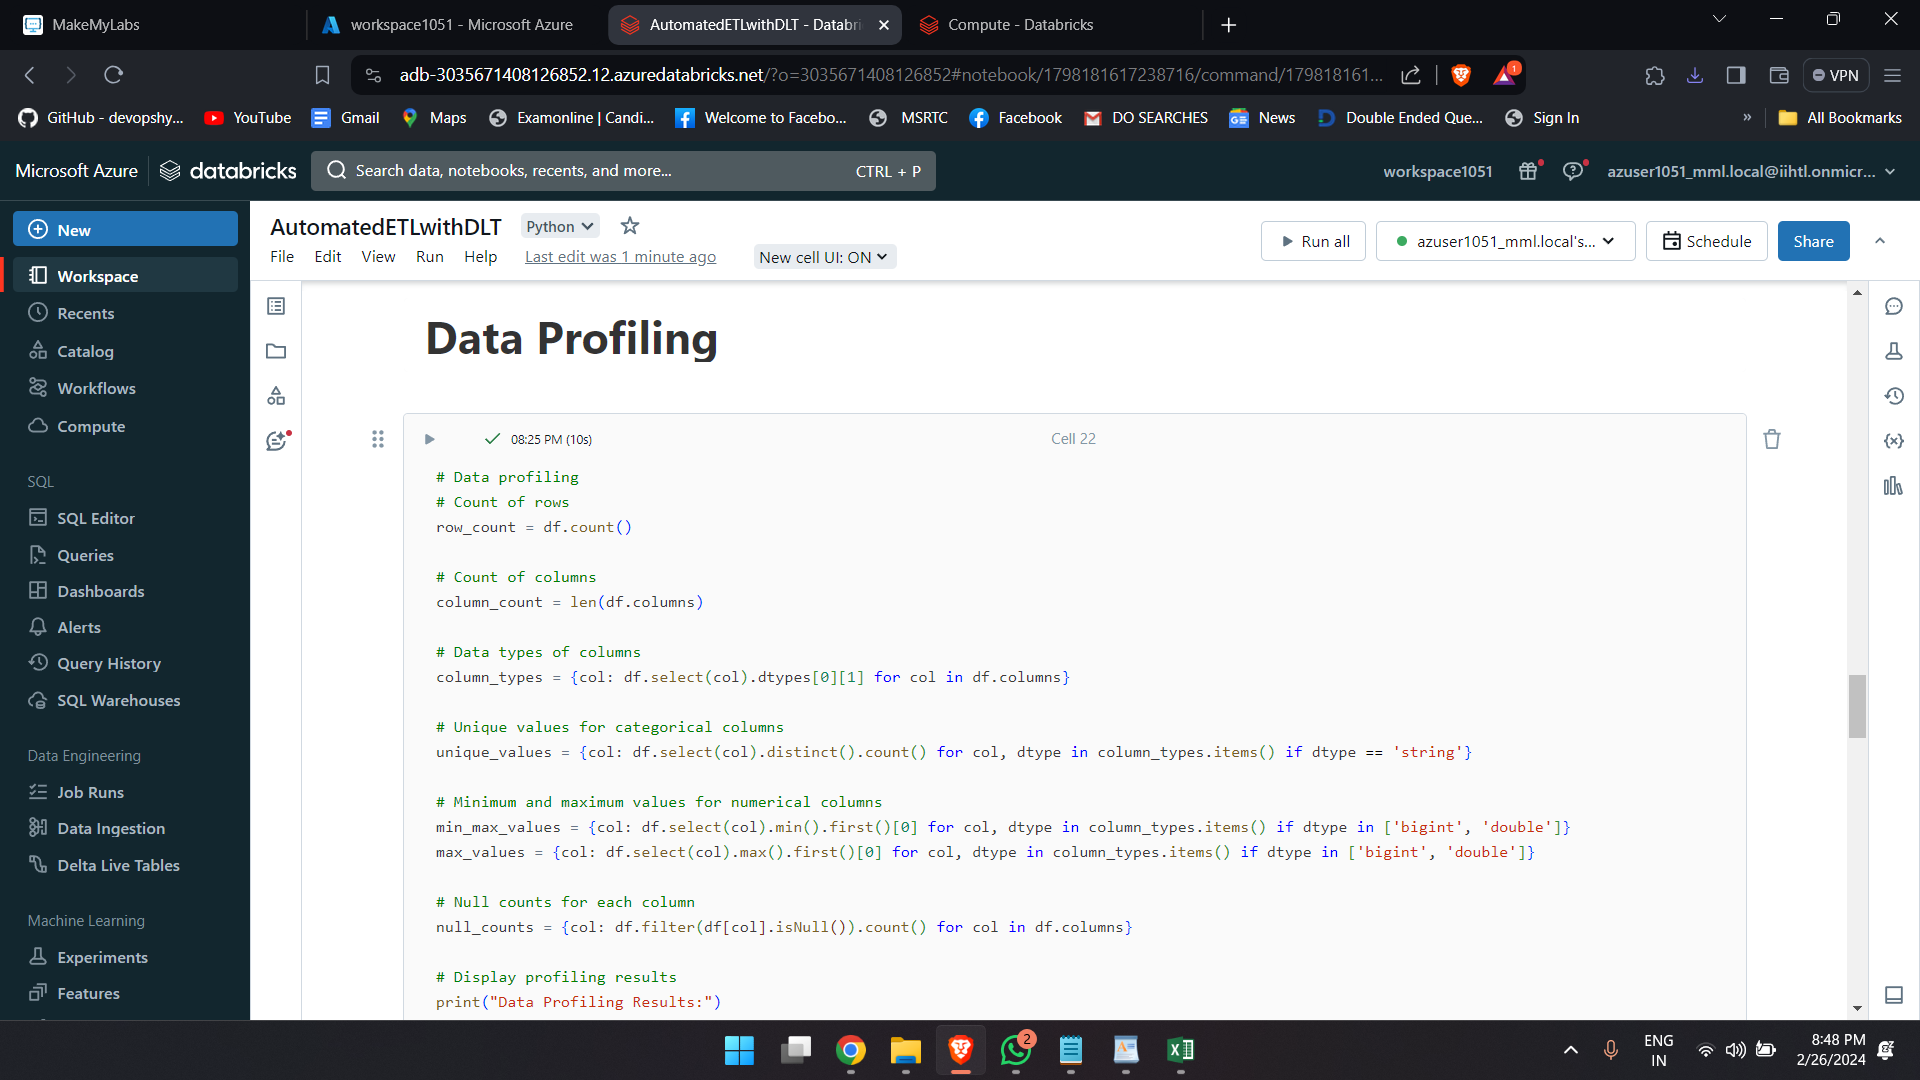 MakeMyLabs
workspace1051 - Microsoft Azure
AutomatedETLwithDLT - Databri
Compute - Databricks
adb-3035671408126852.12.azuredatabricks.net/?o=3035671408126852#notebook/1798181617238716/command/179818161...
1
VPN
GitHub - devopshy...
YouTube
Gmail
Maps
Examonline | Candi...
Welcome to Facebo...
MSRTC
Facebook
DO SEARCHES
News
Double Ended Que...
Sign In
»
All Bookmarks
Microsoft Azure
databricks
Search data, notebooks, recents, and more...
CTRL + P
workspace1051
azuser1051_mml.local@iihtl.onmicr...
New
Workspace
Recents
Catalog
Workflows
Compute
SQL
SQL Editor
Queries
Dashboards
Alerts
Query History
SQL Warehouses
Data Engineering
Job Runs
Data Ingestion
Delta Live Tables
Machine Learning
Experiments
Features
AutomatedETLwithDLT
Python
File Edit View Run Help
Last edit was 1 minute ago
New cell UI: ON
Run all
azuser1051_mml.local's...
Schedule
Share
Data Profiling
08:25 PM (10s)
Cell 22
# Data profiling
# Count of rows
row_count = df.count()
# Count of columns
column_count = len(df.columns)
# Data types of columns
column_types = {col: df.select(col).dtypes[0][1] for col in df.columns}
# Unique values for categorical columns
unique_values = {col: df.select(col).distinct().count() for col, dtype in column_types.items() if dtype == 'string'}
# Minimum and maximum values for numerical columns
min_max_values = {col: df.select(col).min().first()[0] for col, dtype in column_types.items() if dtype in ['bigint', 'double']}
max_values = {col: df.select(col).max().first()[0] for col, dtype in column_types.items() if dtype in ['bigint', 'double']}
# Null counts for each column
null_counts = {col: df.filter(df[col].isNull()).count() for col in df.columns}
# Display profiling results
print("Data Profiling Results:")
2
ENG
IN
8:48 PM
2/26/2024